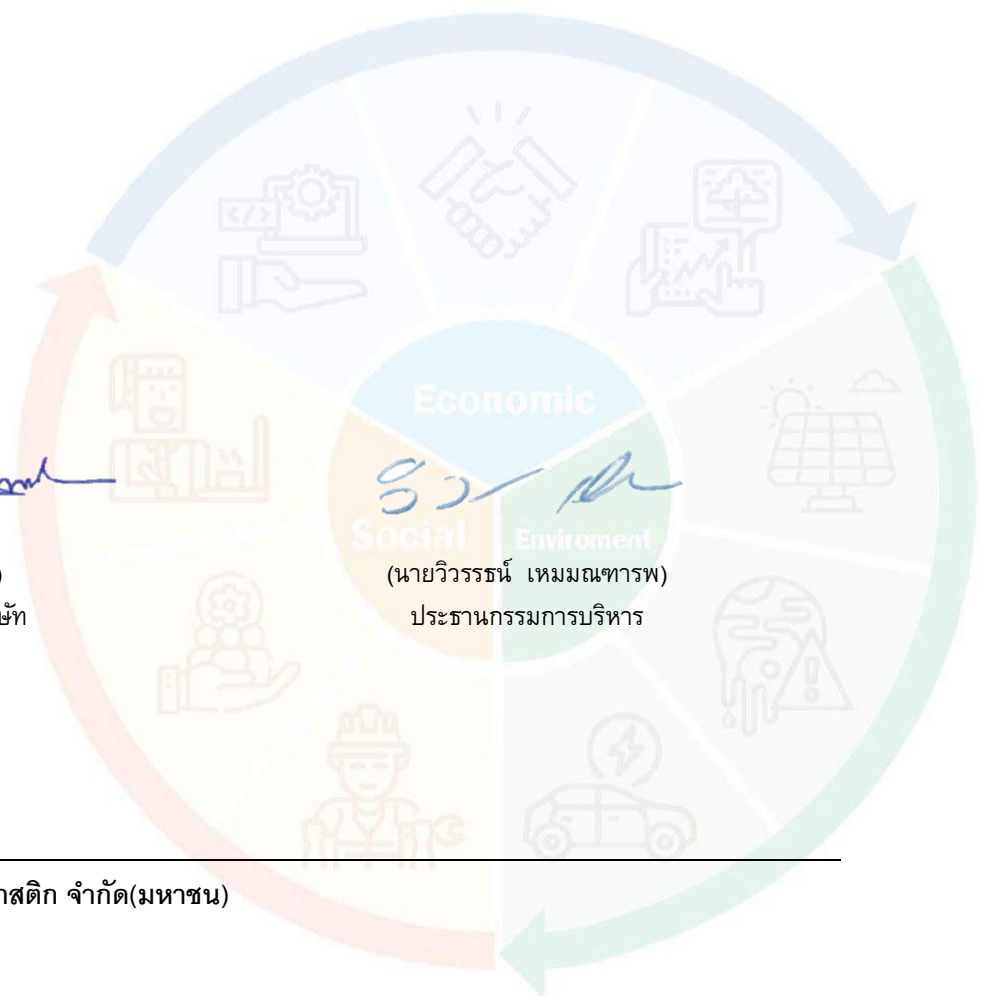 Economic
Social
Enviroment
)
ษัท
(นายวิวรรธน์ เหมมณฑารพ)
ประธานกรรมการบริหาร
าสติก จำกัด(มหาชน)